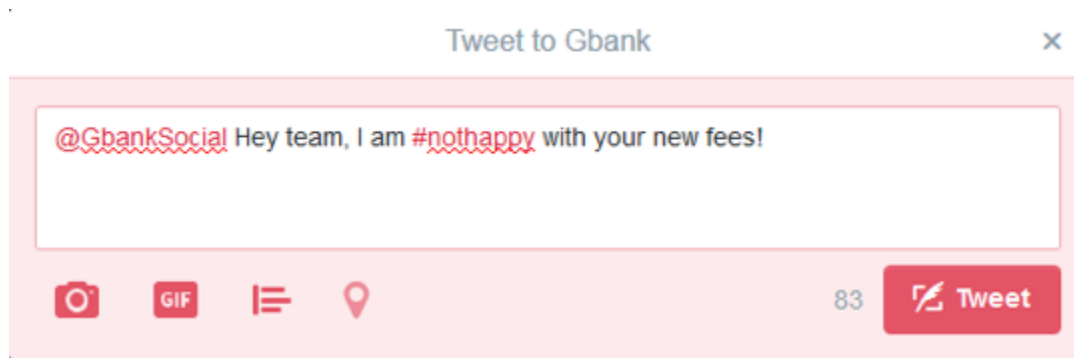 Tweet to Gbank
@GbankSocial Hey team, I am #nothappy with your new fees!
GIF
83
Tweet